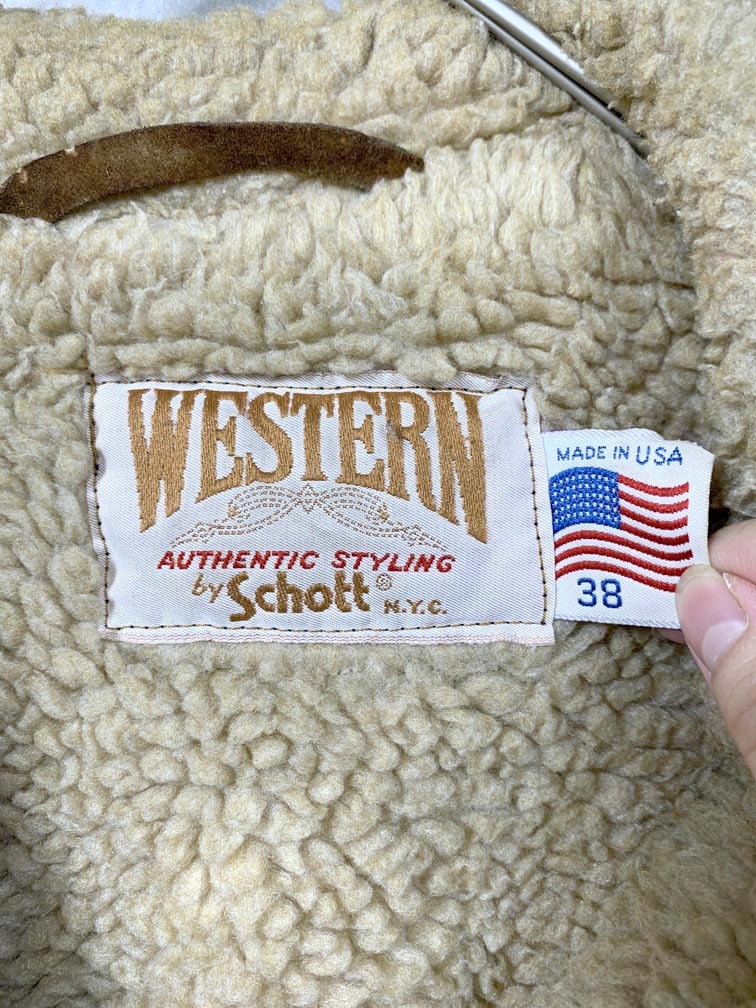 WESTERN
AUTHENTIC STYLING
by Schott®
N.Y.C.
MADE IN USA
38